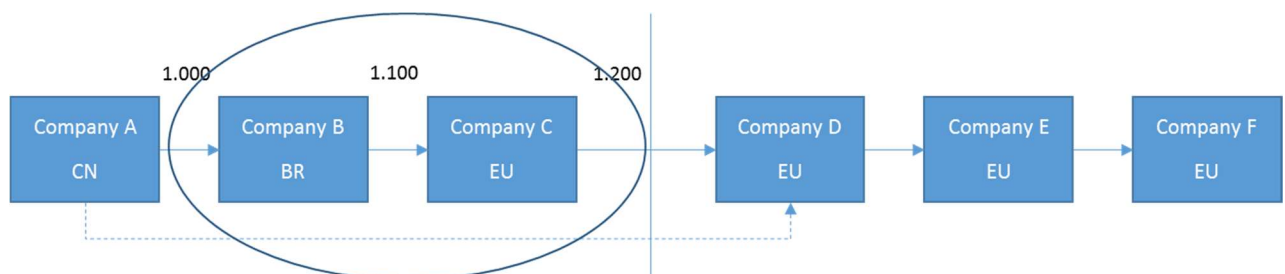 1.000
1.100
1.200
Company A
CN
Company B
BR
Company C
EU
Company D
EU
Company E
EU
Company F
EU